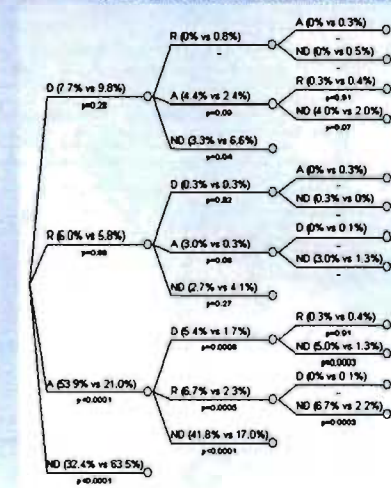 D (7.7% vs 9.8%)
p=0.28
R (0% vs 0.8%)
-
A (0% vs 0.3%)
-
ND (0% vs 0.5%)
-
A (4.4% vs 2.4%)
p=0.09
R (0.3% vs 0.4%)
p=0.91
ND (4.0% vs 2.0%)
p=0.07
ND (3.3% vs 6.6%)
p=0.04
R (6.0% vs 5.8%)
D (0.3% vs 0.3%)
p=0.82
A (0% vs 0.3%)
-
ND (0.3% vs 0%)
-
A (3.0% vs 0.3%)
D (0% vs 0.1%)
-
ND (3.0% vs 1.3%)
ND (2.7% vs 4.1%)
p=0.27
A (53.9% vs 21.0%)
p<0.0001
D (5.4% vs 1.7%)
R (0.3% vs 0.4%)
p=0.91
ND (5.0% vs 1.3%)
p=0.0003
R (6.7% vs 2.3%)
D (0% vs 0.1%)
-
ND (6.7% vs 2.2%)
p=0.0003
ND (41.8% vs 17.0%)
p<0.0001
ND (32.4% vs 63.5%)
p<0.0001